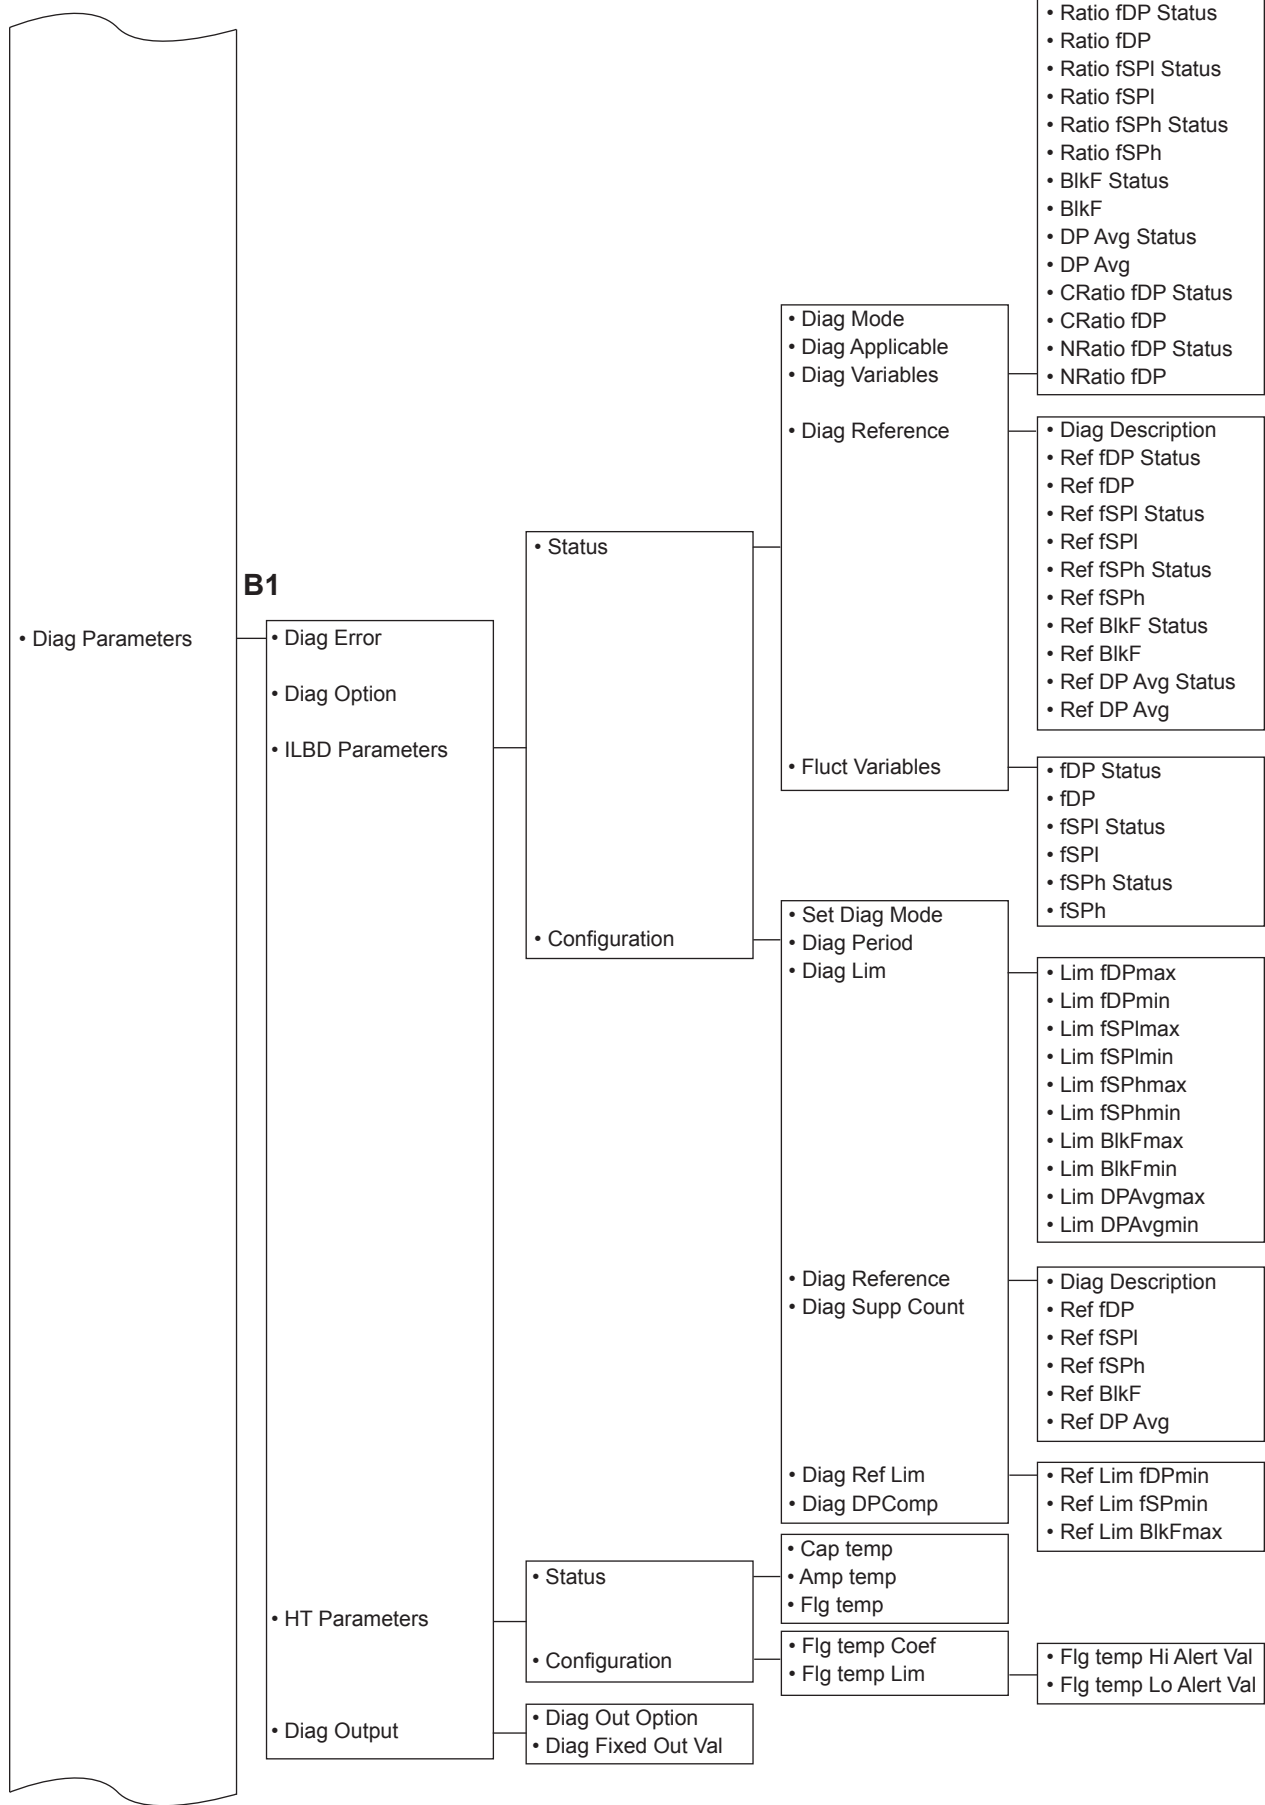 • Diag Parameters
B1
• Diag Error
• Diag Option
• ILBD Parameters
• HT Parameters
• Diag Output
• Status
• Configuration
• Diag Mode
• Diag Applicable
• Diag Variables
• Diag Reference
• Fluct Variables
• Ratio fDP Status
• Ratio fDP
• Ratio fSPl Status
• Ratio fSPl
• Ratio fSPh Status
• Ratio fSPh
• BlkF Status
• BlkF
• DP Avg Status
• DP Avg
• CRatio fDP Status
• CRatio fDP
• NRatio fDP Status
• NRatio fDP
• Diag Description
• Ref fDP Status
• Ref fDP
• Ref fSPl Status
• Ref fSPl
• Ref fSPh Status
• Ref fSPh
• Ref BlkF Status
• Ref BlkF
• Ref DP Avg Status
• Ref DP Avg
• fDP Status
• fDP
• fSPl Status
• fSPl
• fSPh Status
• fSPh
• Set Diag Mode
• Diag Period
• Diag Lim
• Diag Reference
• Diag Supp Count
• Diag Ref Lim
• Diag DPComp
• Lim fDPmax
• Lim fDPmin
• Lim fSPlmax
• Lim fSPlmin
• Lim fSPhmax
• Lim fSPhmin
• Lim BlkFmax
• Lim BlkFmin
• Lim DPAvgmax
• Lim DPAvgmin
• Diag Description
• Ref fDP
• Ref fSPl
• Ref fSPh
• Ref BlkF
• Ref DP Avg
• Ref Lim fDPmin
• Ref Lim fSPmin
• Ref Lim BlkFmax
• Status
• Configuration
• Cap temp
• Amp temp
• Flg temp
• Flg temp Coef
• Flg temp Lim
• Flg temp Hi Alert Val
• Flg temp Lo Alert Val
• Diag Out Option
• Diag Fixed Out Val